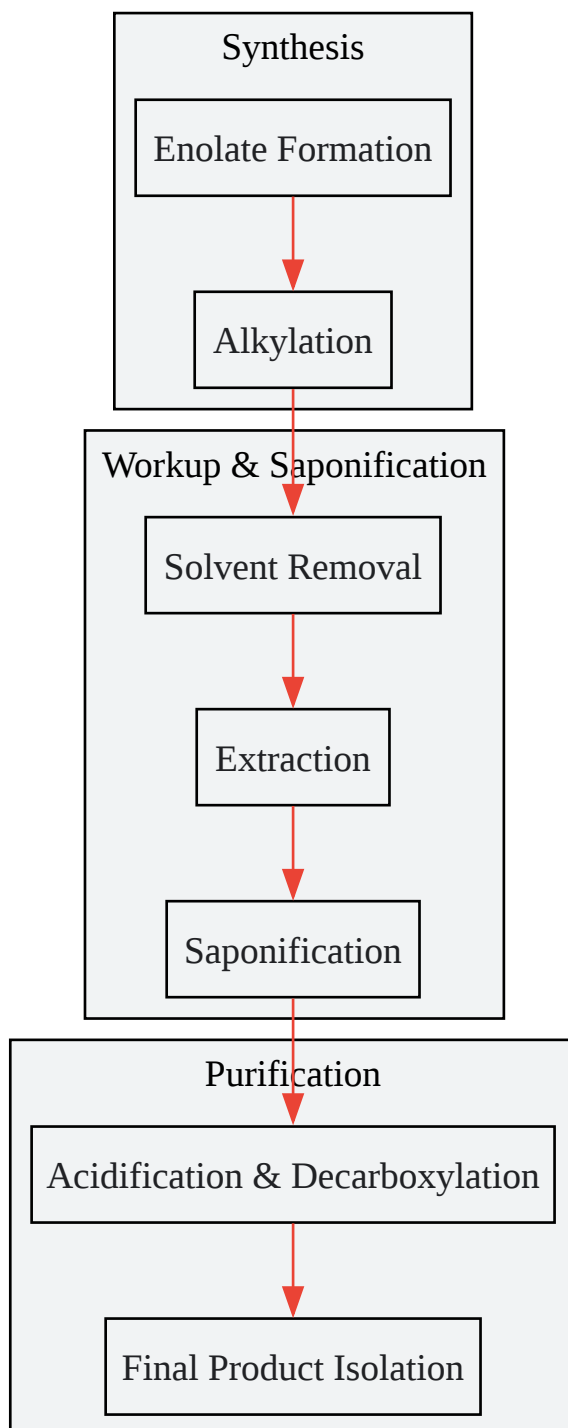 Synthesis
Enolate Formation
Alkylation
Workup & Saponification
Solvent Removal
Extraction
Saponification
Purification
Acidification & Decarboxylation
Final Product Isolation